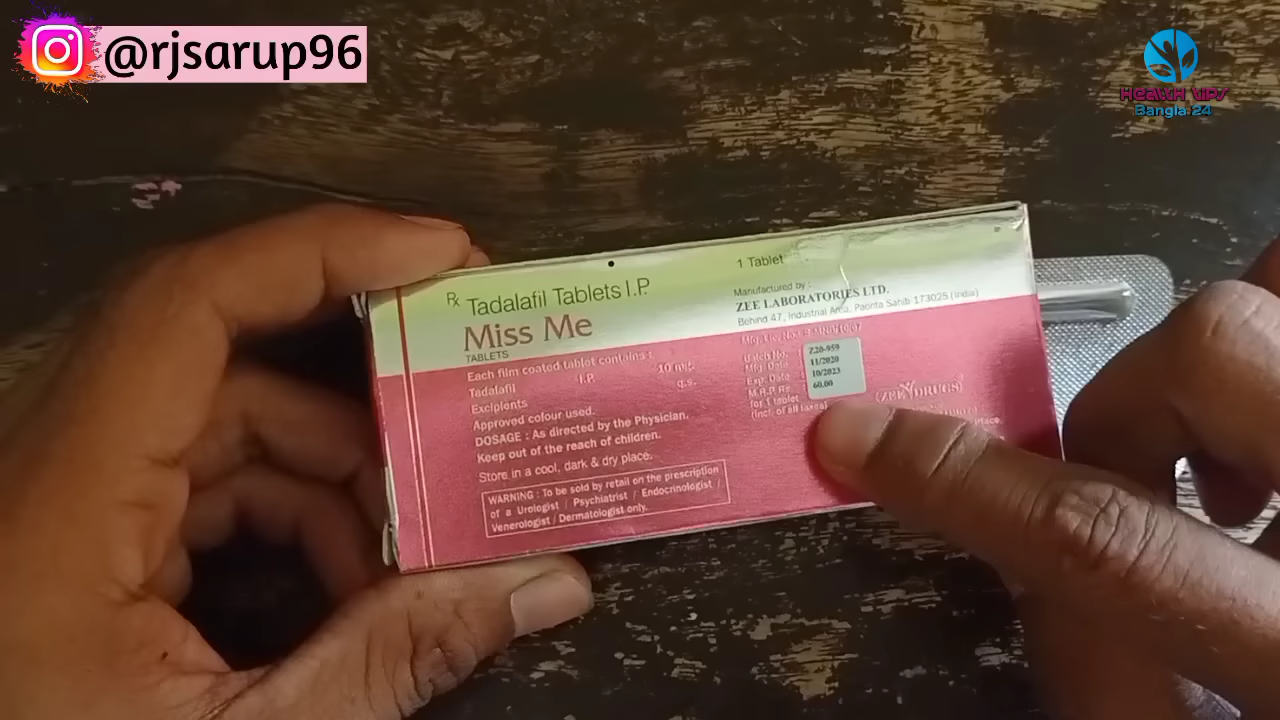 @rjsarup96
HEALTH TIPS
Bangla 24
Rx Tadalafil Tablets I.P.
Miss Me
TABLETS
Each film coated tablet contains :
Tadalafil I.P. 10 mg.
Excipients q.s.
Approved colour used.
DOSAGE : As directed by the Physician.
Keep out of the reach of children.
Store in a cool, dark & dry place.
WARNING : To be sold by retail on the prescription
of a Urologist / Psychiatrist / Endocrinologist /
Venerologist / Dermatologist only.
1 Tablet
Manufactured by :
ZEE LABORATORIES LTD.
Behind 47, Industrial Area, Paonta Sahib 173025 (India)
Mfg. Lic. No.:
Batch No. Z20-959
Mfg. Date 11/2020
Exp. Date : 10/2023
M.R.P. Rs. : 60.00
for 1 tablet
(incl. of all taxes)
(ZEE DRUGS)